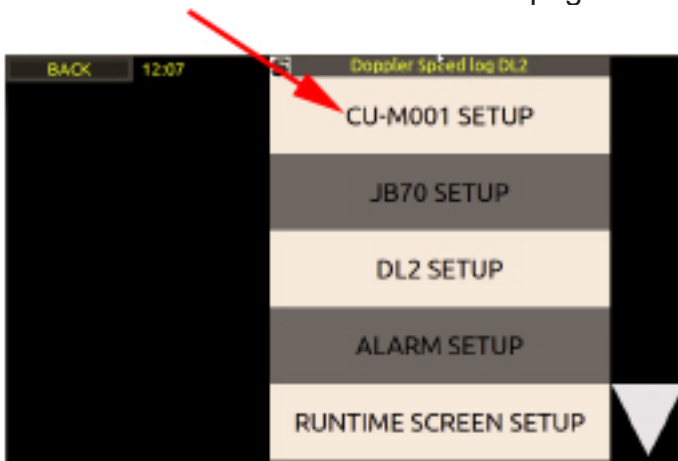 BACK 12:07 Doppler Speed log DL2
CU-M001 SETUP
JB70 SETUP
DL2 SETUP
ALARM SETUP
RUNTIME SCREEN SETUP